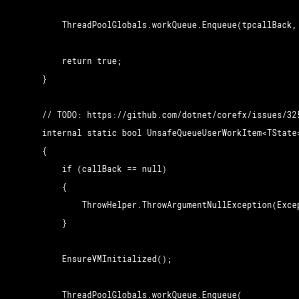 ThreadPoolGlobals.workQueue.Enqueue(tpcallBack,
return true;
}
// TODO: https://github.com/dotnet/corefx/issues/325
internal static bool UnsafeQueueUserWorkItem<TState>
{
if (callBack == null)
{
ThrowHelper.ThrowArgumentNullException(Excep
}
EnsureVMInitialized();
ThreadPoolGlobals.workQueue.Enqueue(